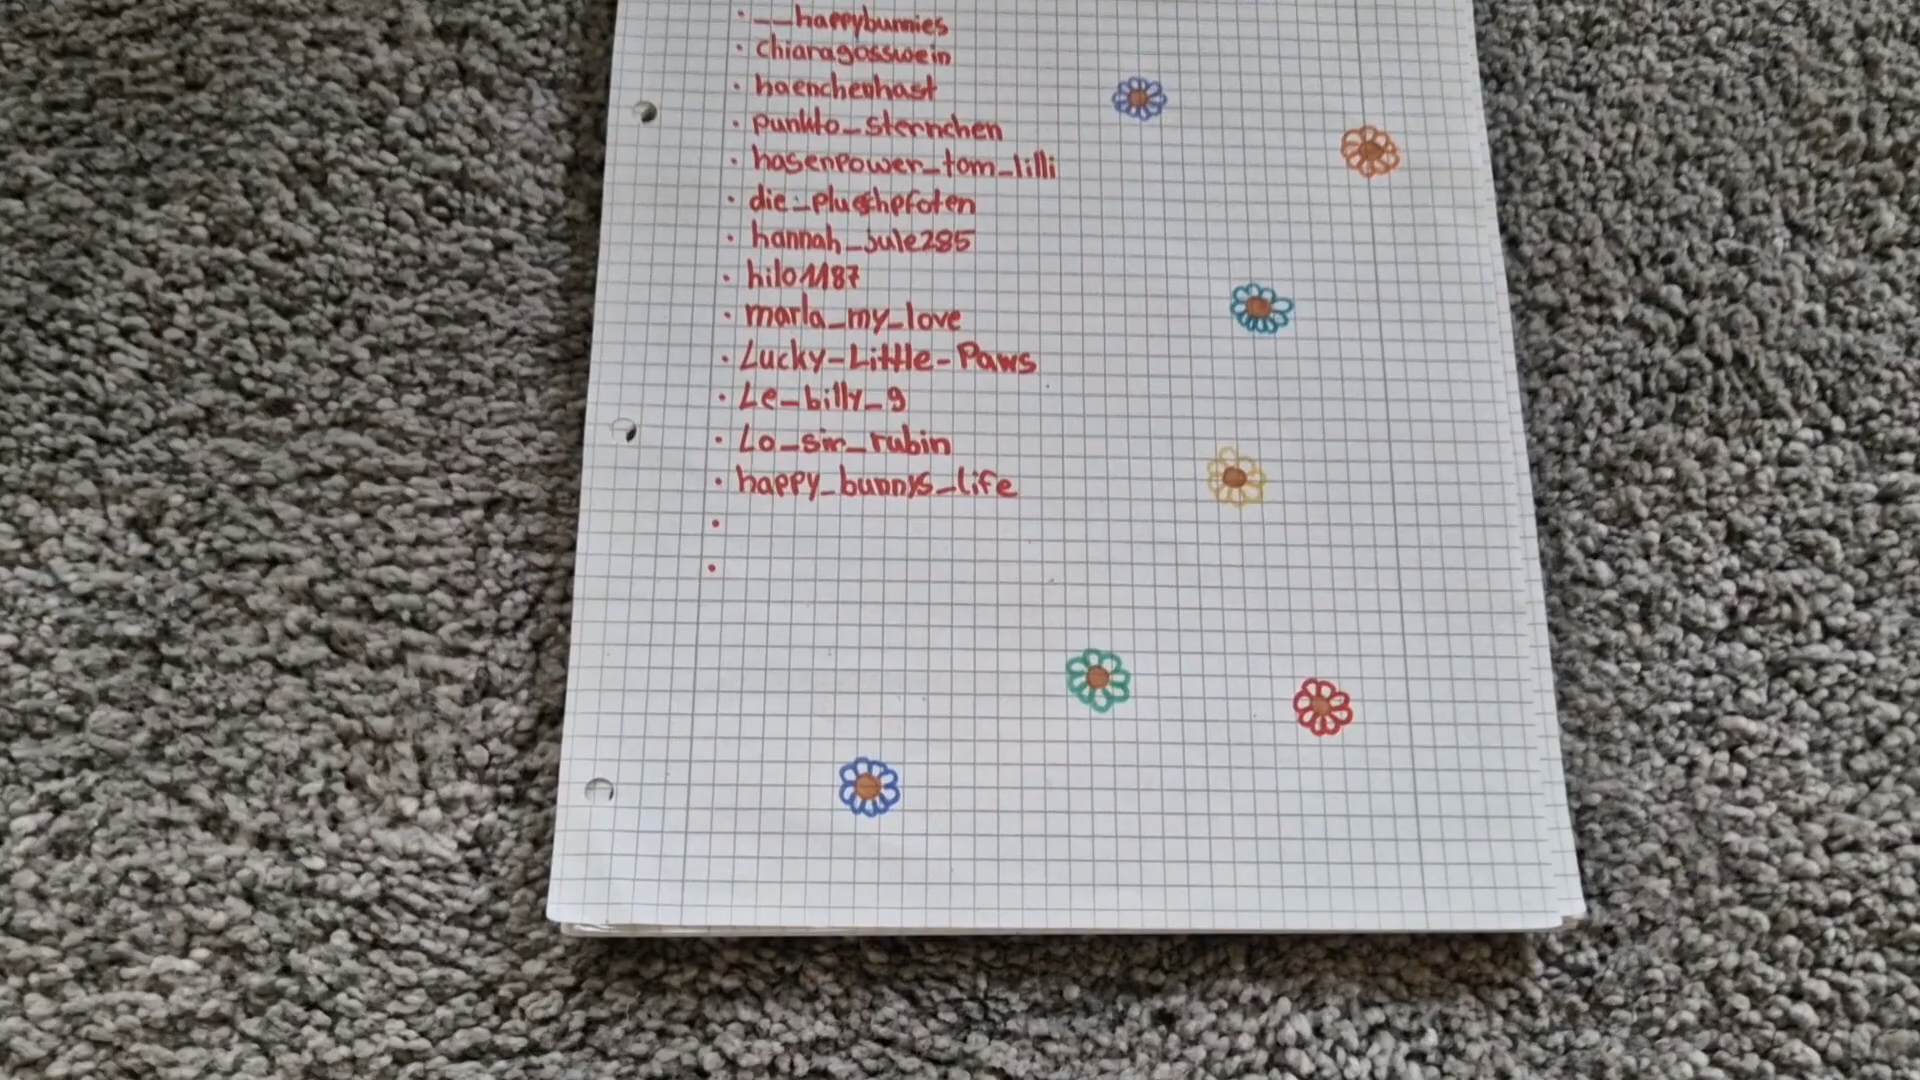 · __happybunnies
· chiaragosswein
· haenchenhast
· punkto_sternchen
· hasenpower_tom_lilli
· die_plueschpfoten
· hannah_jule285
· hilo1187
· marla_my_love
· Lucky-Little-Paws
· Le_billy_g
· Lo_sir_rubin
· happy_bunnys_life
·
·